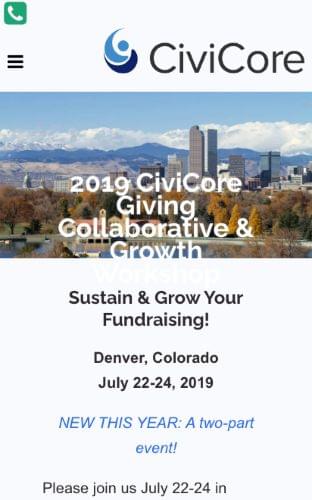 CiviCore
2019 CiviCore
Giving
Collaborative &
Growth
Workshop
Sustain & Grow Your
Fundraising!
Denver, Colorado
July 22-24, 2019
NEW THIS YEAR: A two-part
event!
Please join us July 22-24 in